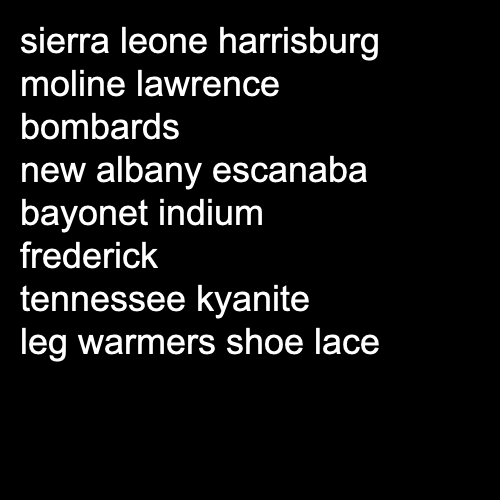 sierra leone harrisburg
moline lawrence
bombards
new albany escanaba
bayonet indium
frederick
tennessee kyanite
leg warmers shoe lace